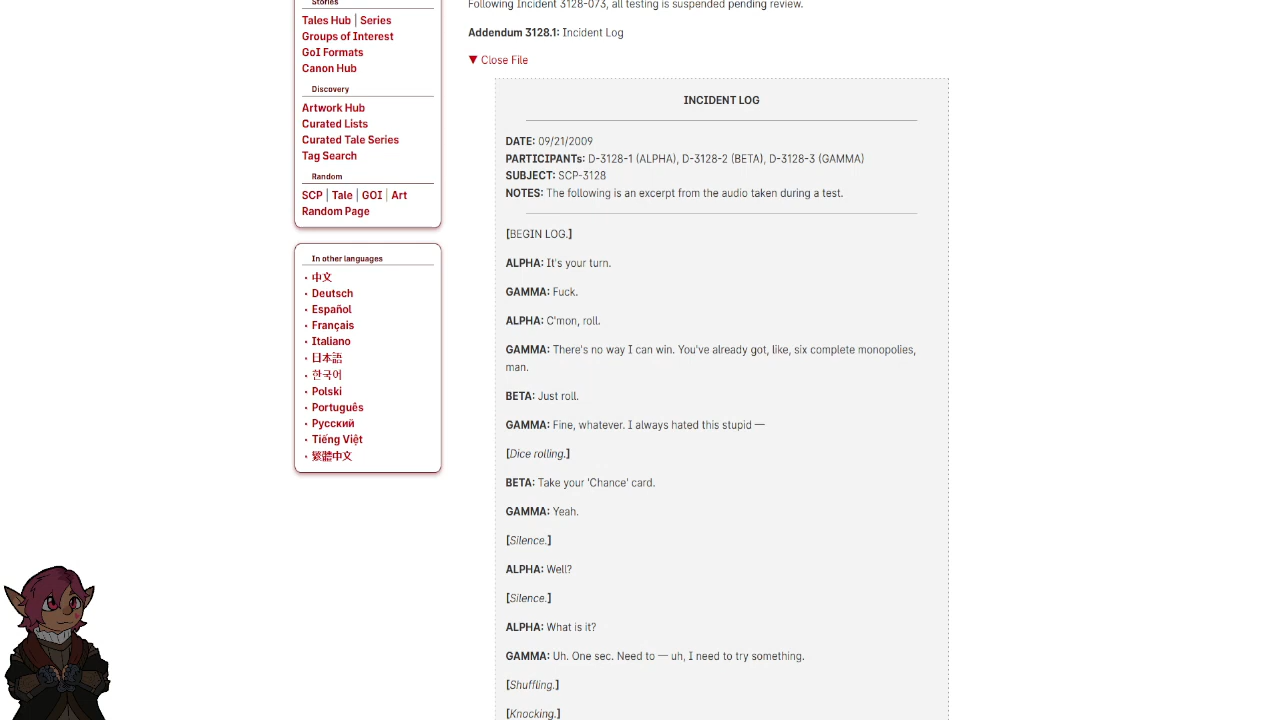 Stories
Tales Hub | Series
Groups of Interest
GoI Formats
Canon Hub
Discovery
Artwork Hub
Curated Lists
Curated Tale Series
Tag Search
Random
SCP | Tale | GOI | Art
Random Page
In other languages
中文
Deutsch
Español
Français
Italiano
日本語
한국어
Polski
Português
Русский
Tiếng Việt
繁體中文
Following Incident 3128-073, all testing is suspended pending review.
Addendum 3128.1: Incident Log
▼ Close File
INCIDENT LOG
DATE: 09/21/2009
PARTICIPANTs: D-3128-1 (ALPHA), D-3128-2 (BETA), D-3128-3 (GAMMA)
SUBJECT: SCP-3128
NOTES: The following is an excerpt from the audio taken during a test.
[BEGIN LOG.]
ALPHA: It's your turn.
GAMMA: Fuck.
ALPHA: C'mon, roll.
GAMMA: There's no way I can win. You've already got, like, six complete monopolies,
man.
BETA: Just roll.
GAMMA: Fine, whatever. I always hated this stupid —
[Dice rolling.]
BETA: Take your 'Chance' card.
GAMMA: Yeah.
[Silence.]
ALPHA: Well?
[Silence.]
ALPHA: What is it?
GAMMA: Uh. One sec. Need to — uh, I need to try something.
[Shuffling.]
[Knocking.]